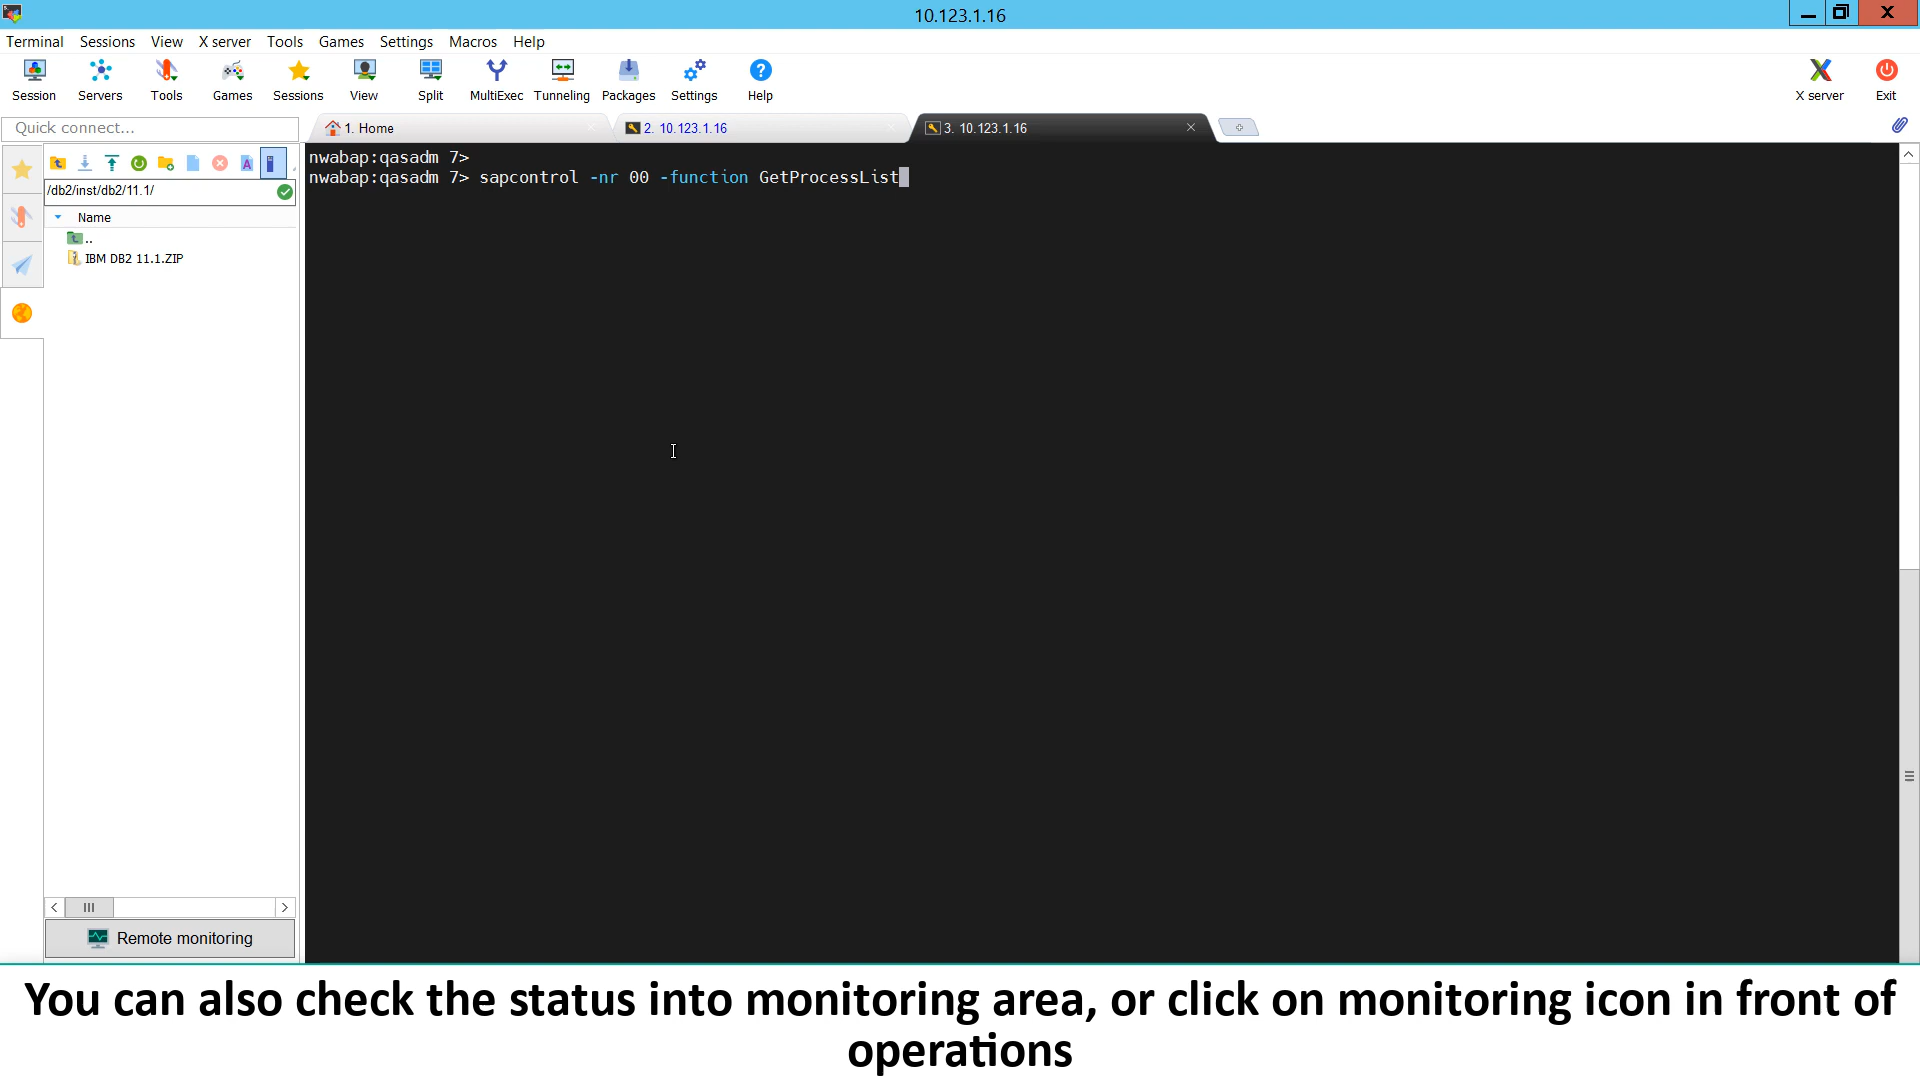 10.123.1.16
Terminal Sessions View X server Tools Games Settings Macros Help
Session Servers Tools Games Sessions View Split MultiExec Tunneling Packages Settings Help X server Exit
Quick connect...
1. Home
2. 10.123.1.16
3. 10.123.1.16
/db2/inst/db2/11.1/
Name
..
IBM DB2 11.1.ZIP
nwabap:qasadm 7>
nwabap:qasadm 7> sapcontrol -nr 00 -function GetProcessList
Remote monitoring
You can also check the status into monitoring area, or click on monitoring icon in front of
operations